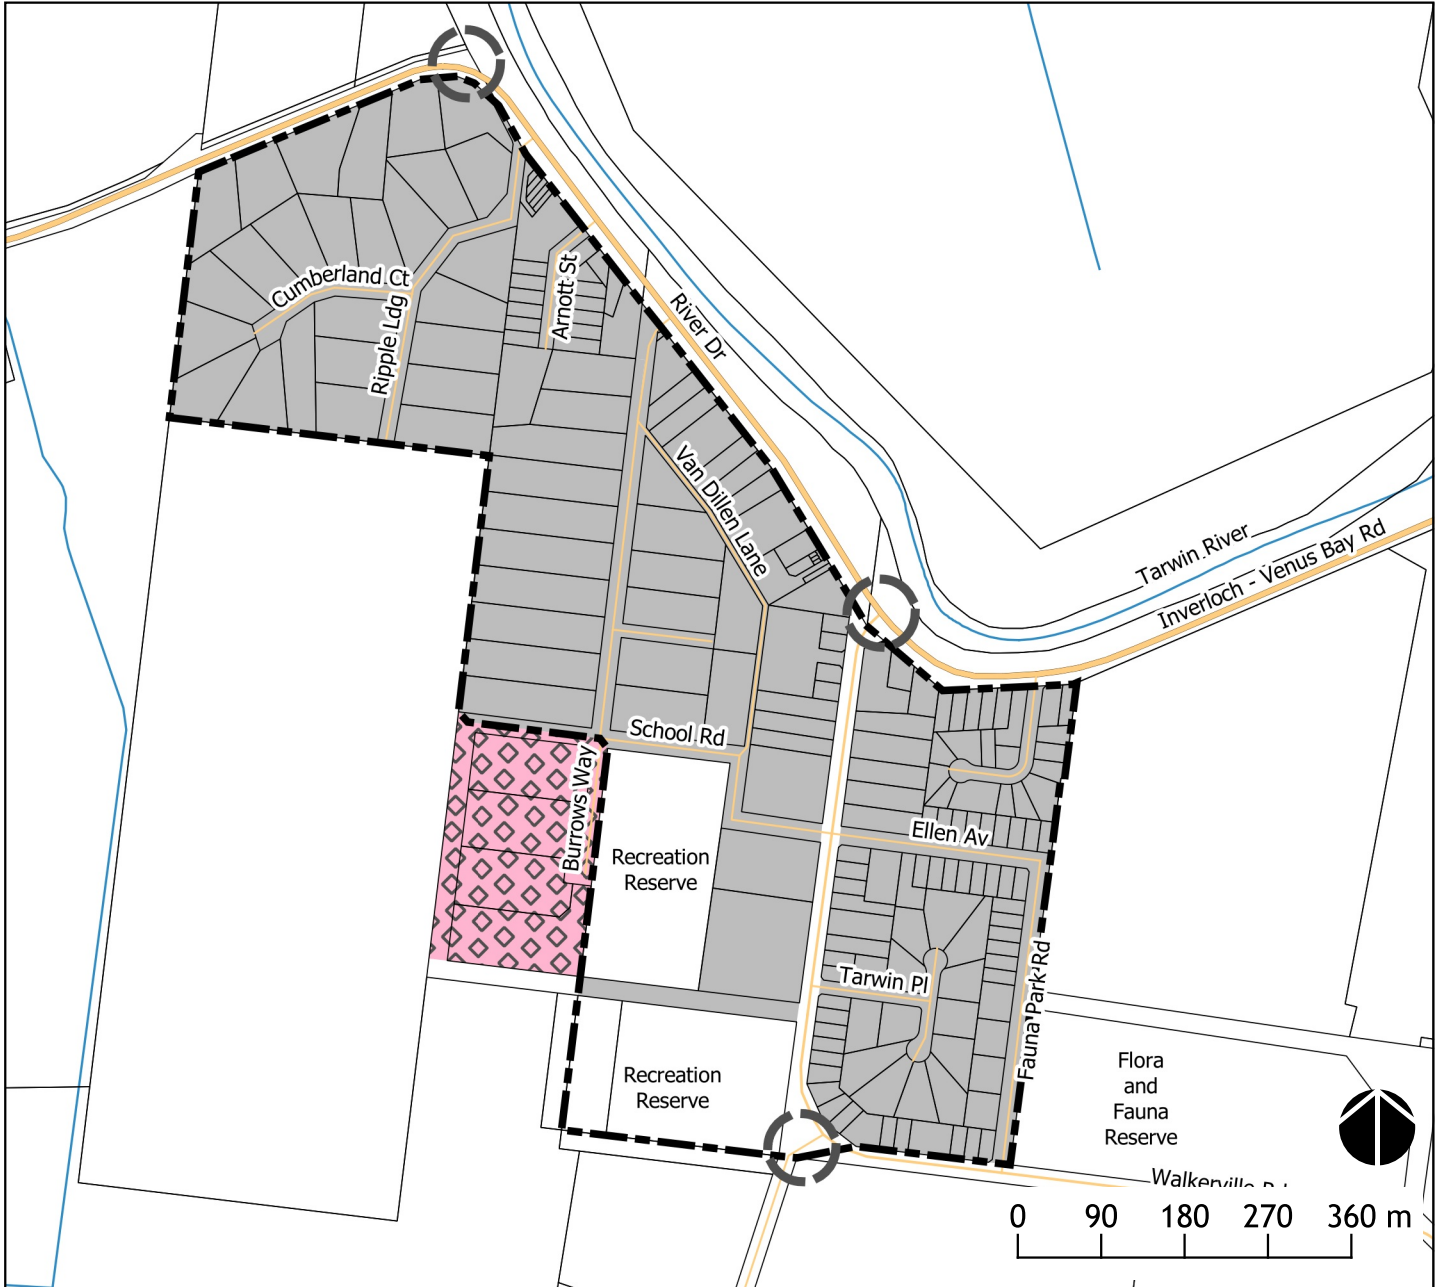 Cumberland Ct
Ripple Ldg
Arnott St
River Dr
Van Dillen Lane
Tarwin River
Inverloch - Venus Bay Rd
School Rd
Burrows Way
Ellen Av
Recreation
Reserve
Tarwin Pl
Fauna Park Rd
Recreation
Reserve
Flora
and
Fauna
Reserve
Walkerville
0 90 180 270 360 m